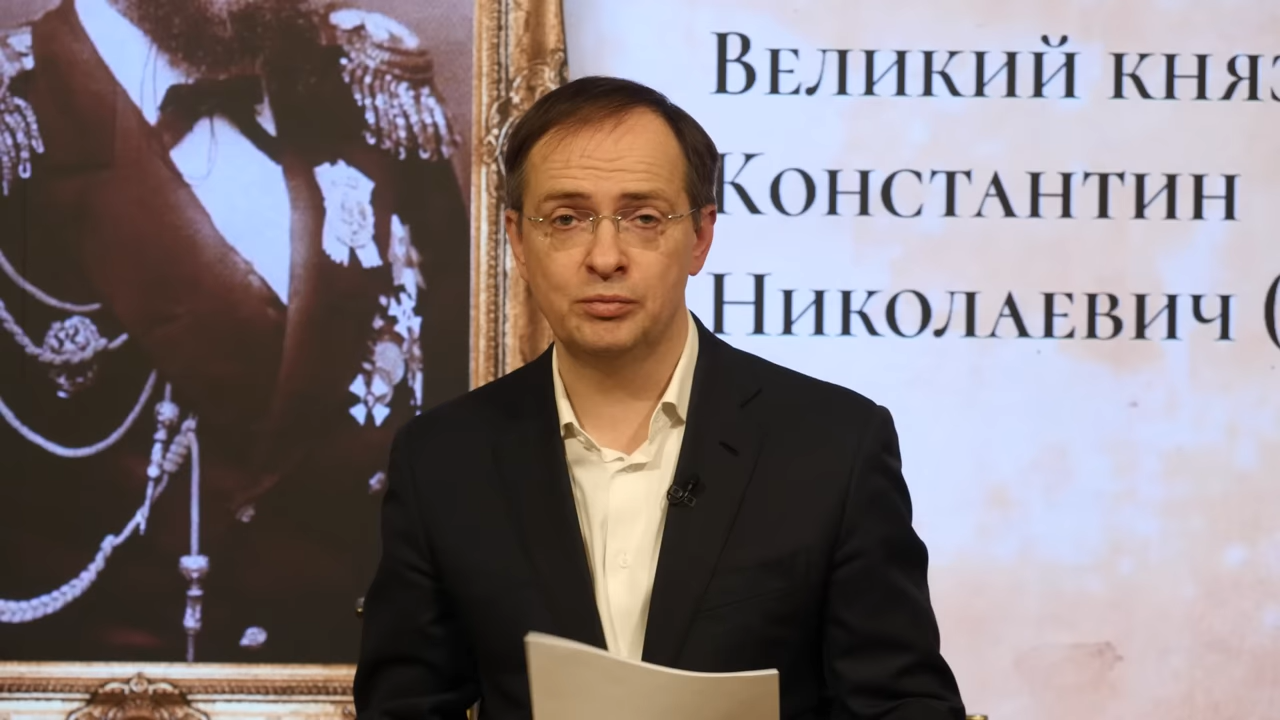 Великий княз
Константин
Николаевич (